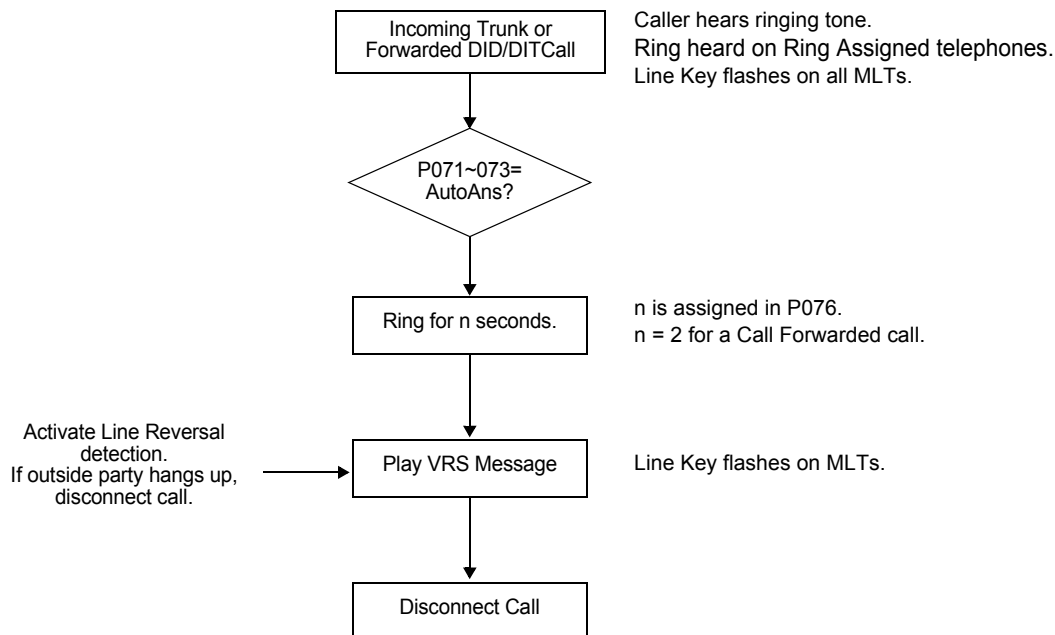 Incoming Trunk or
Forwarded DID/DITCall
Caller hears ringing tone.
Ring heard on Ring Assigned telephones.
Line Key flashes on all MLTs.
P071~073=
AutoAns?
Ring for n seconds.
n is assigned in P076.
n = 2 for a Call Forwarded call.
Activate Line Reversal
detection.
If outside party hangs up,
disconnect call.
Play VRS Message
Line Key flashes on MLTs.
Disconnect Call